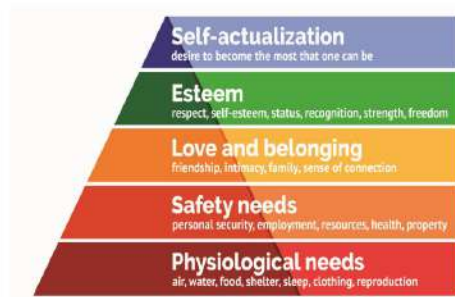 Self-actualization
desire to become the most that one can be
Esteem
respect, self-esteem, status, recognition, strength, freedom
Love and belonging
friendship, intimacy, family, sense of connection
Safety needs
personal security, employment, resources, health, property
Physiological needs
air, water, food, shelter, sleep, clothing, reproduction